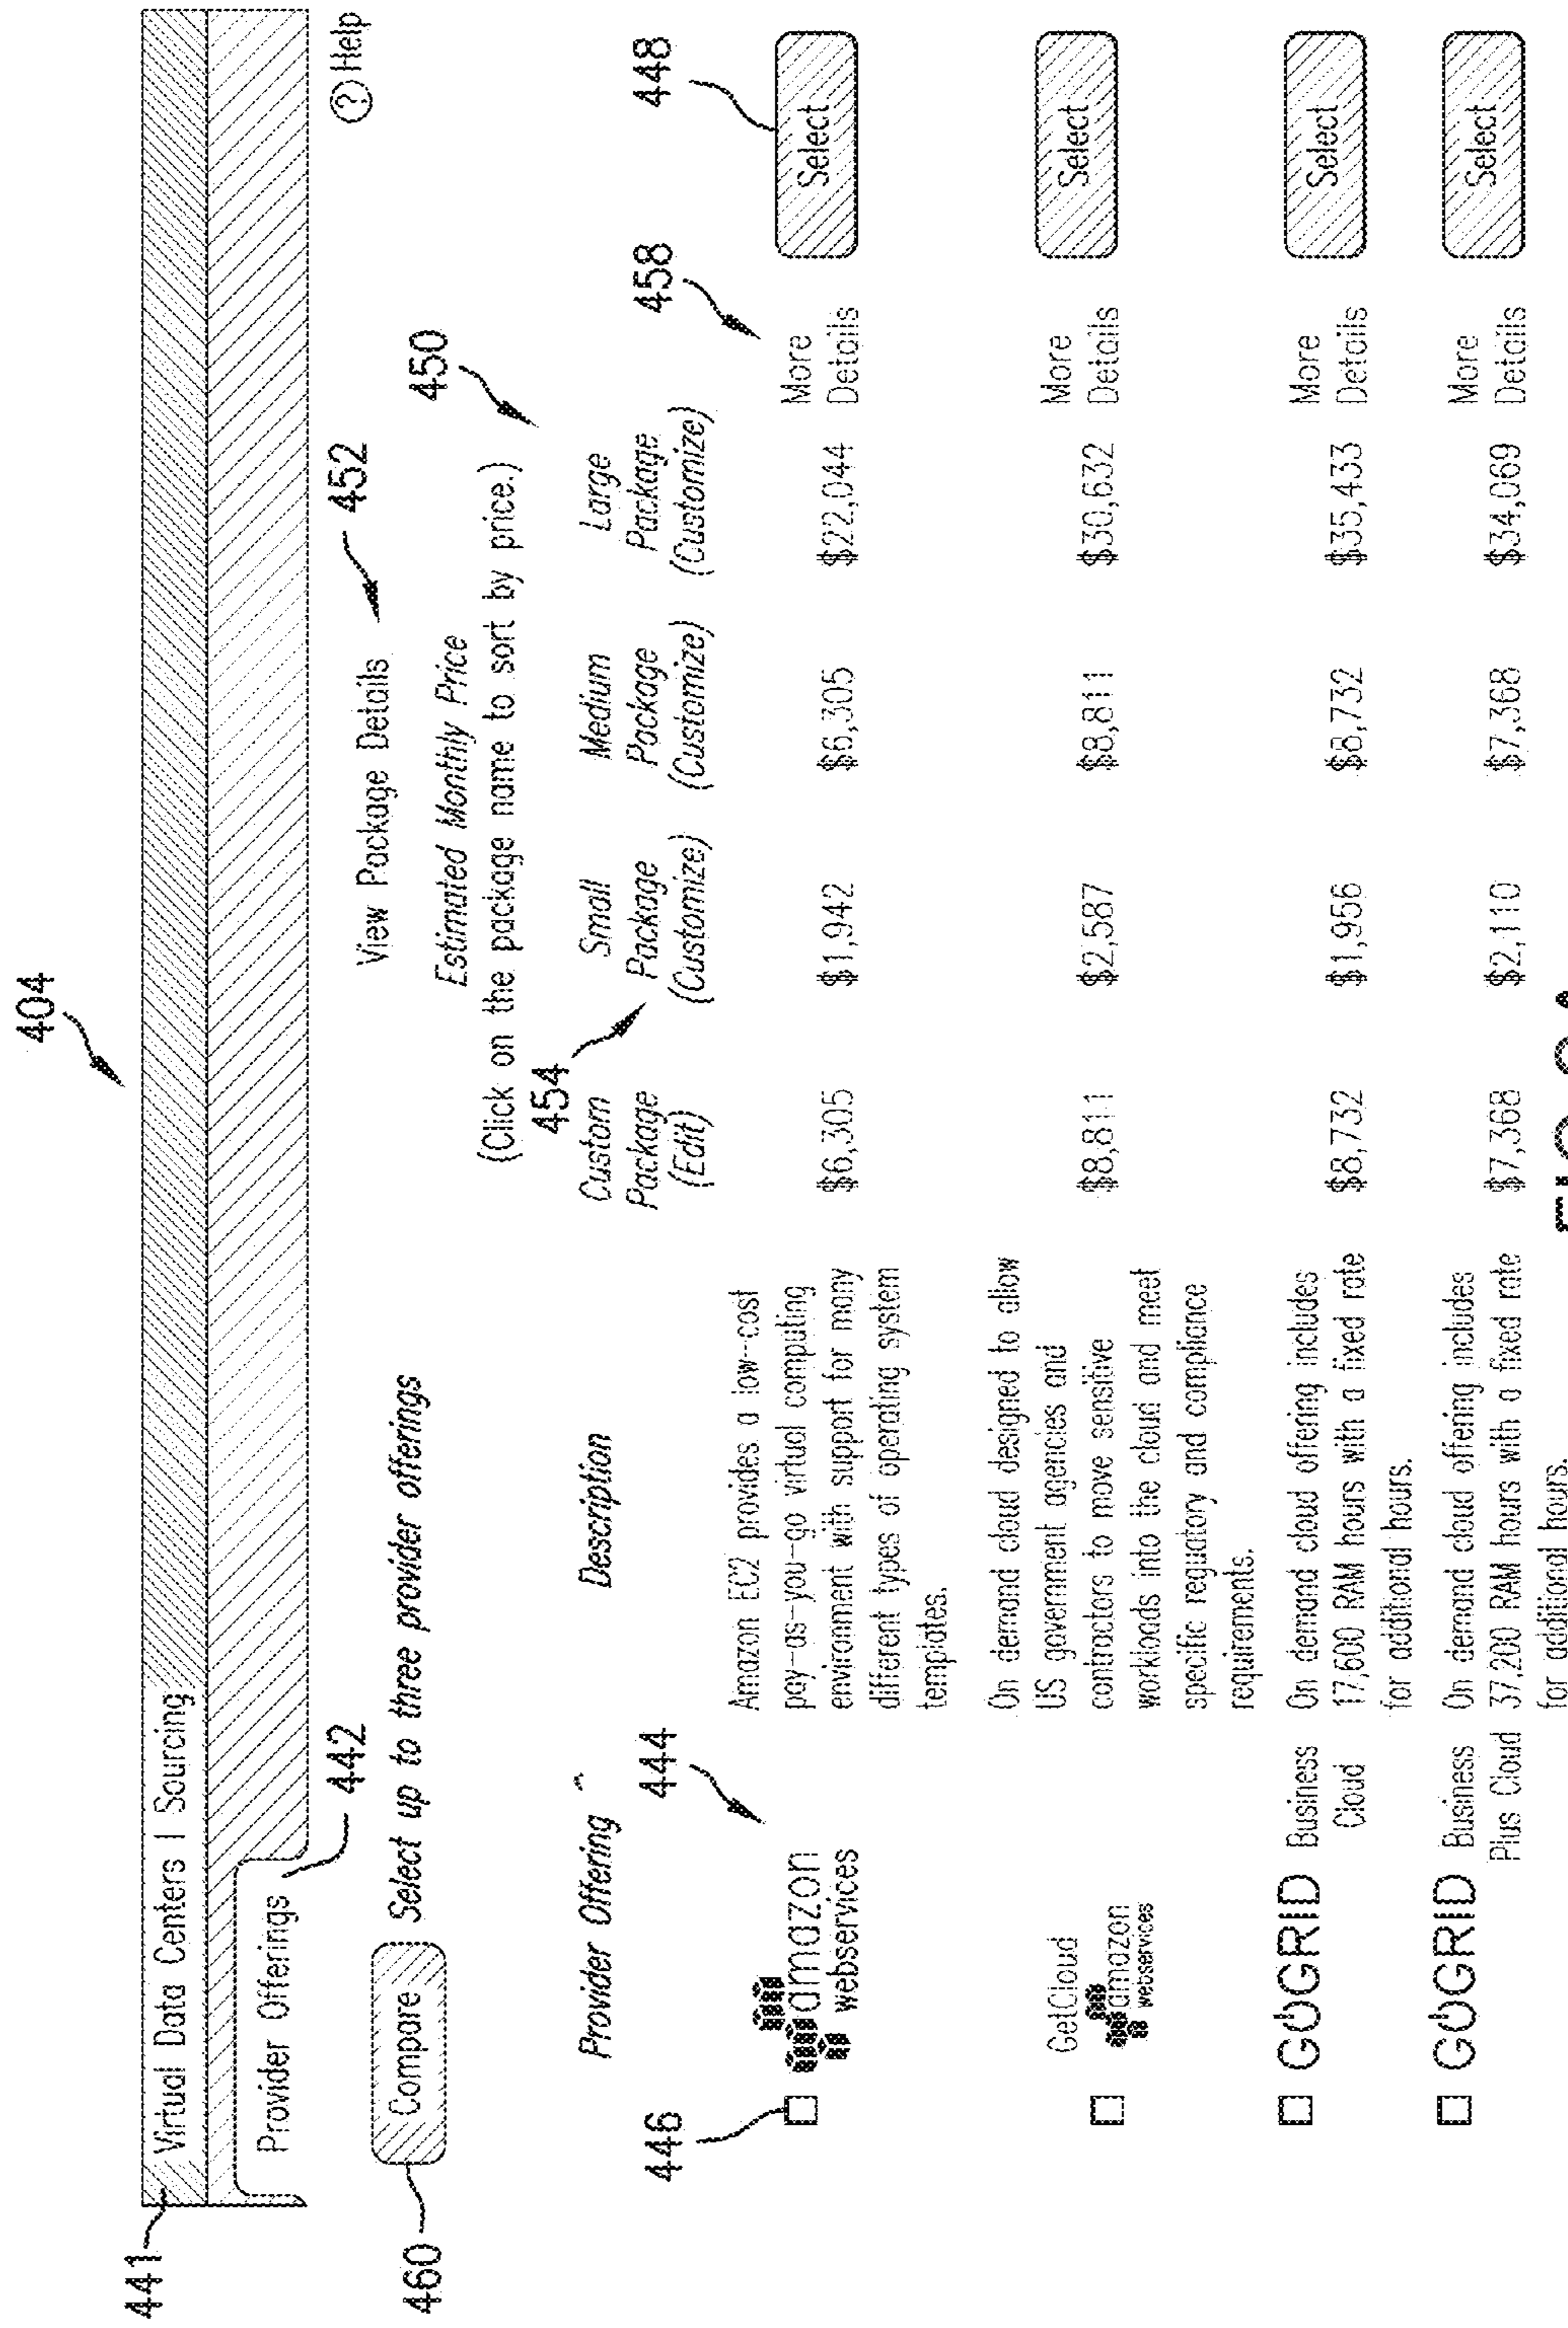 404
441
Virtual Data Centers | Sourcing
Provider Offerings
442
? Help
460
Compare
Select up to three provider offerings
View Package Details
452
Estimated Monthly Price
(Click on the package name to sort by price.)
450
454
Provider Offering ^
Description
Custom
Package
(Edit)
Small
Package
(Customize)
Medium
Package
(Customize)
Large
Package
(Customize)
446
444
458
448
amazon
webservices
Amazon EC2 provides a low-cost
pay-as-you-go virtual computing
environment with support for many
different types of operating system
templates.
$6,305
$1,942
$6,305
$22,044
More
Details
Select
GetCloud
amazon
webservices
On demand cloud designed to allow
US government agencies and
contractors to move sensitive
workloads into the cloud and meet
specific reguatory and compliance
requirements.
$8,811
$2,587
$8,811
$30,632
More
Details
Select
GOGRID
Business
Cloud
On demand cloud offering includes
17,600 RAM hours with a fixed rate
for additional hours.
$8,732
$1,956
$8,732
$35,433
More
Details
Select
GOGRID
Business
Plus Cloud
On demand cloud offering includes
37,200 RAM hours with a fixed rate
for additional hours.
$7,368
$2,110
$7,368
$34,069
More
Details
Select